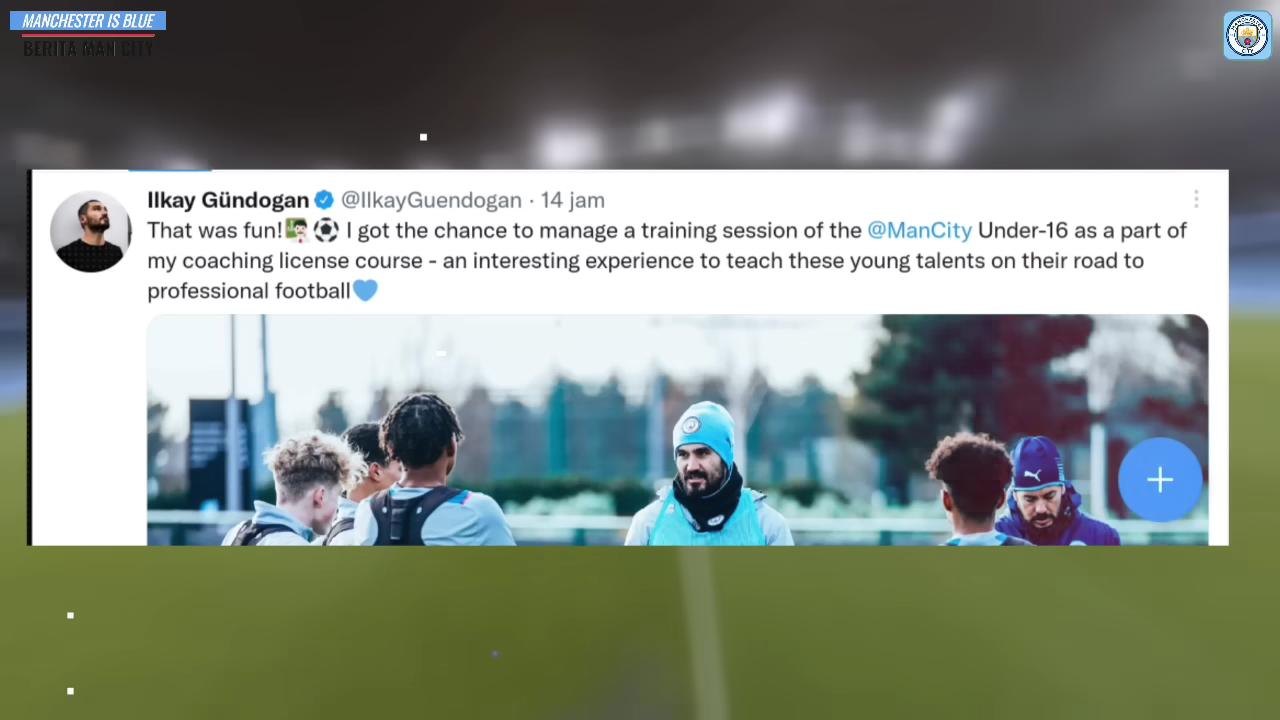 MANCHESTER IS BLUE
BERITA MAN CITY
Ilkay Gündogan @IlkayGuendogan · 14 jam
That was fun! I got the chance to manage a training session of the @ManCity Under-16 as a part of
my coaching license course - an interesting experience to teach these young talents on their road to
professional football